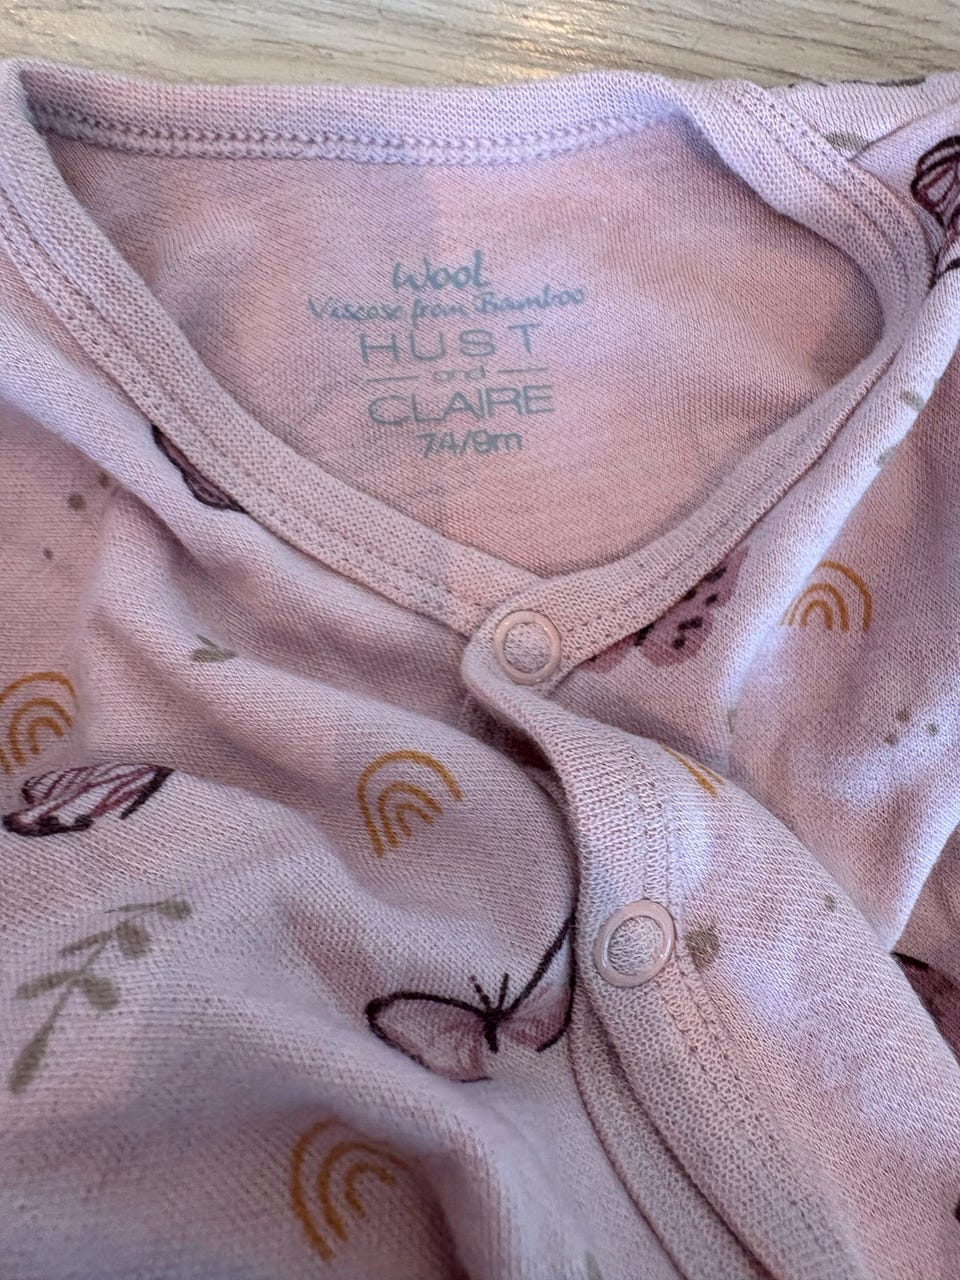 Wool
Viscose from Bamboo
HUST
and
CLAIRE
74/9m